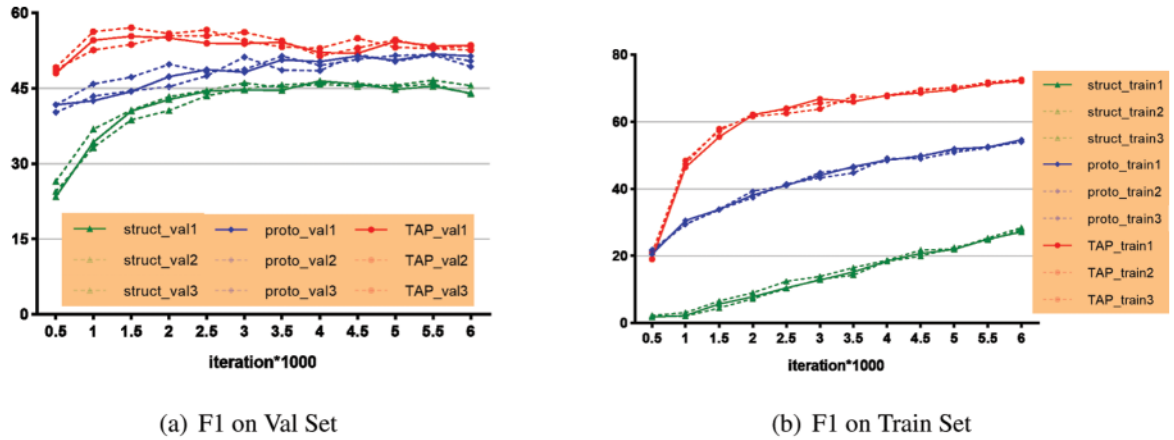 60
45
30
15
0
struct_val1 proto_val1 TAP_val1
struct_val2 proto_val2 TAP_val2
struct_val3 proto_val3 TAP_val3
0.5 1 1.5 2 2.5 3 3.5 4 4.5 5 5.5 6
iteration*1000
(a) F1 on Val Set
80
60
40
20
0
0.5 1 1.5 2 2.5 3 3.5 4 4.5 5 5.5 6
iteration*1000
struct_train1
struct_train2
struct_train3
proto_train1
proto_train2
proto_train3
TAP_train1
TAP_train2
TAP_train3
(b) F1 on Train Set